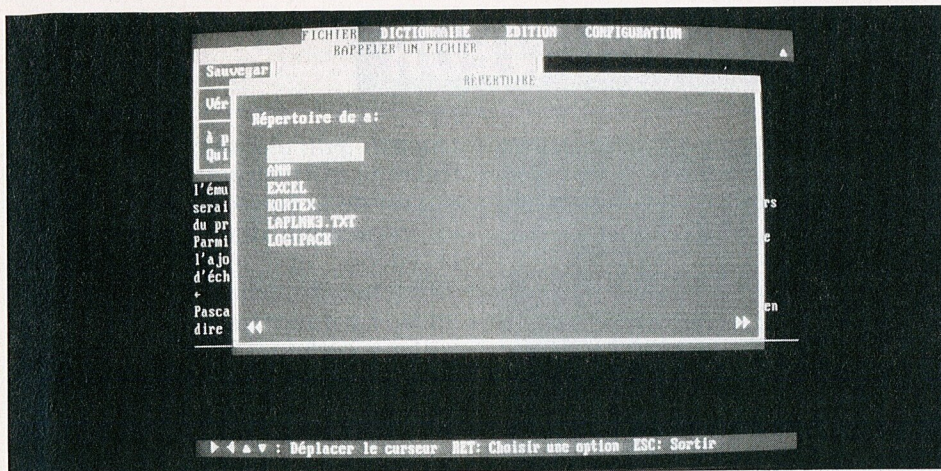 FICHIER DICTIONNAIRE EDITION CONFIGURATION
RAPPELER UN FICHIER
Sauvegar
REPERTOIRE
Vér
Répertoire de a:
à p
Qui
ANN
l'ému EXCEL
serai KORTEX rs
du pr LAPLNK3.TXT
Parmi LOGIPACK e
l'ajo
d'éch
+
Pasca en
dire
: Déplacer le curseur RET: Choisir une option ESC: Sortir